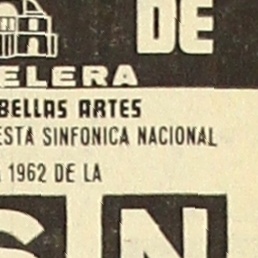 DE
ELERA
BELLAS ARTES
ESTA SINFONICA NACIONAL
1962 DE LA
S N